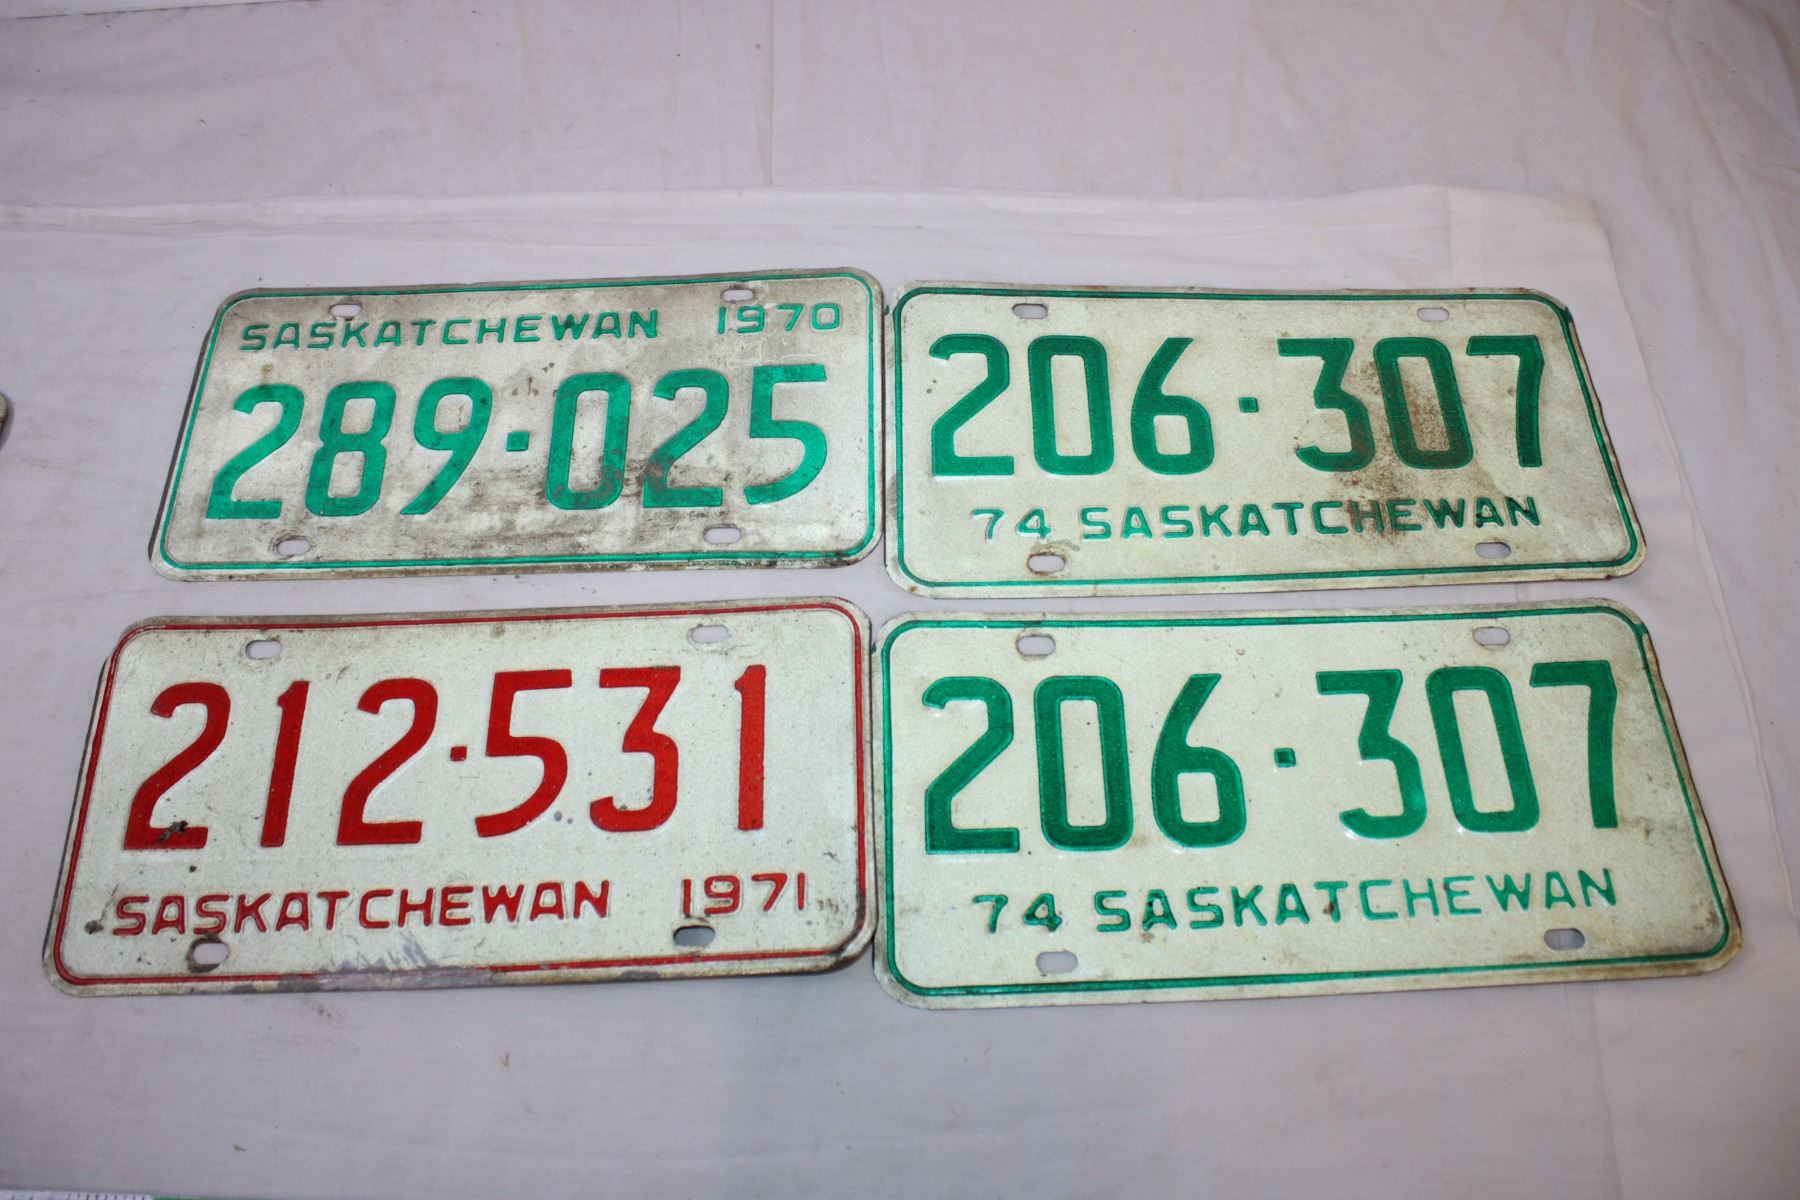 SASKATCHEWAN 1970
289·025
206·307
74 SASKATCHEWAN
212·531
SASKATCHEWAN 1971
206·307
74 SASKATCHEWAN